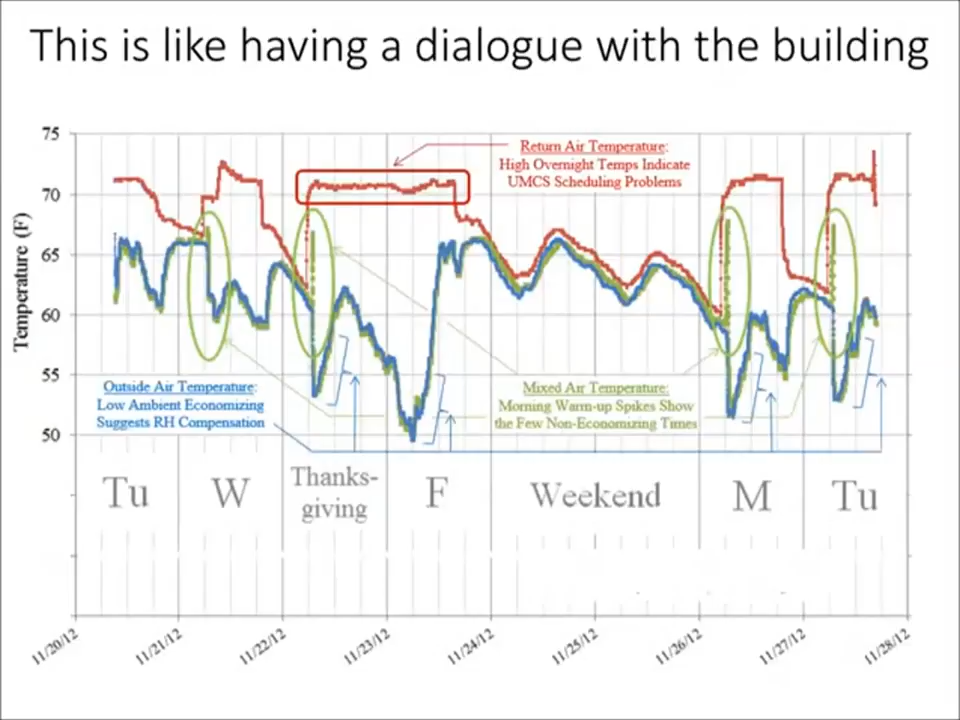 This is like having a dialogue with the building
75
70
65
60
55
50
Temperature (F)
Return Air Temperature:
High Overnight Temps Indicate
UMCS Scheduling Problems
Outside Air Temperature:
Low Ambient Economizing
Suggests RH Compensation
Mixed Air Temperature:
Morning Warm-up Spikes Show
the Few Non-Economizing Times
Tu
W
Thanks-
giving
F
Weekend
M
Tu
11/20/12
11/21/12
11/22/12
11/23/12
11/24/12
11/25/12
11/26/12
11/27/12
11/28/12